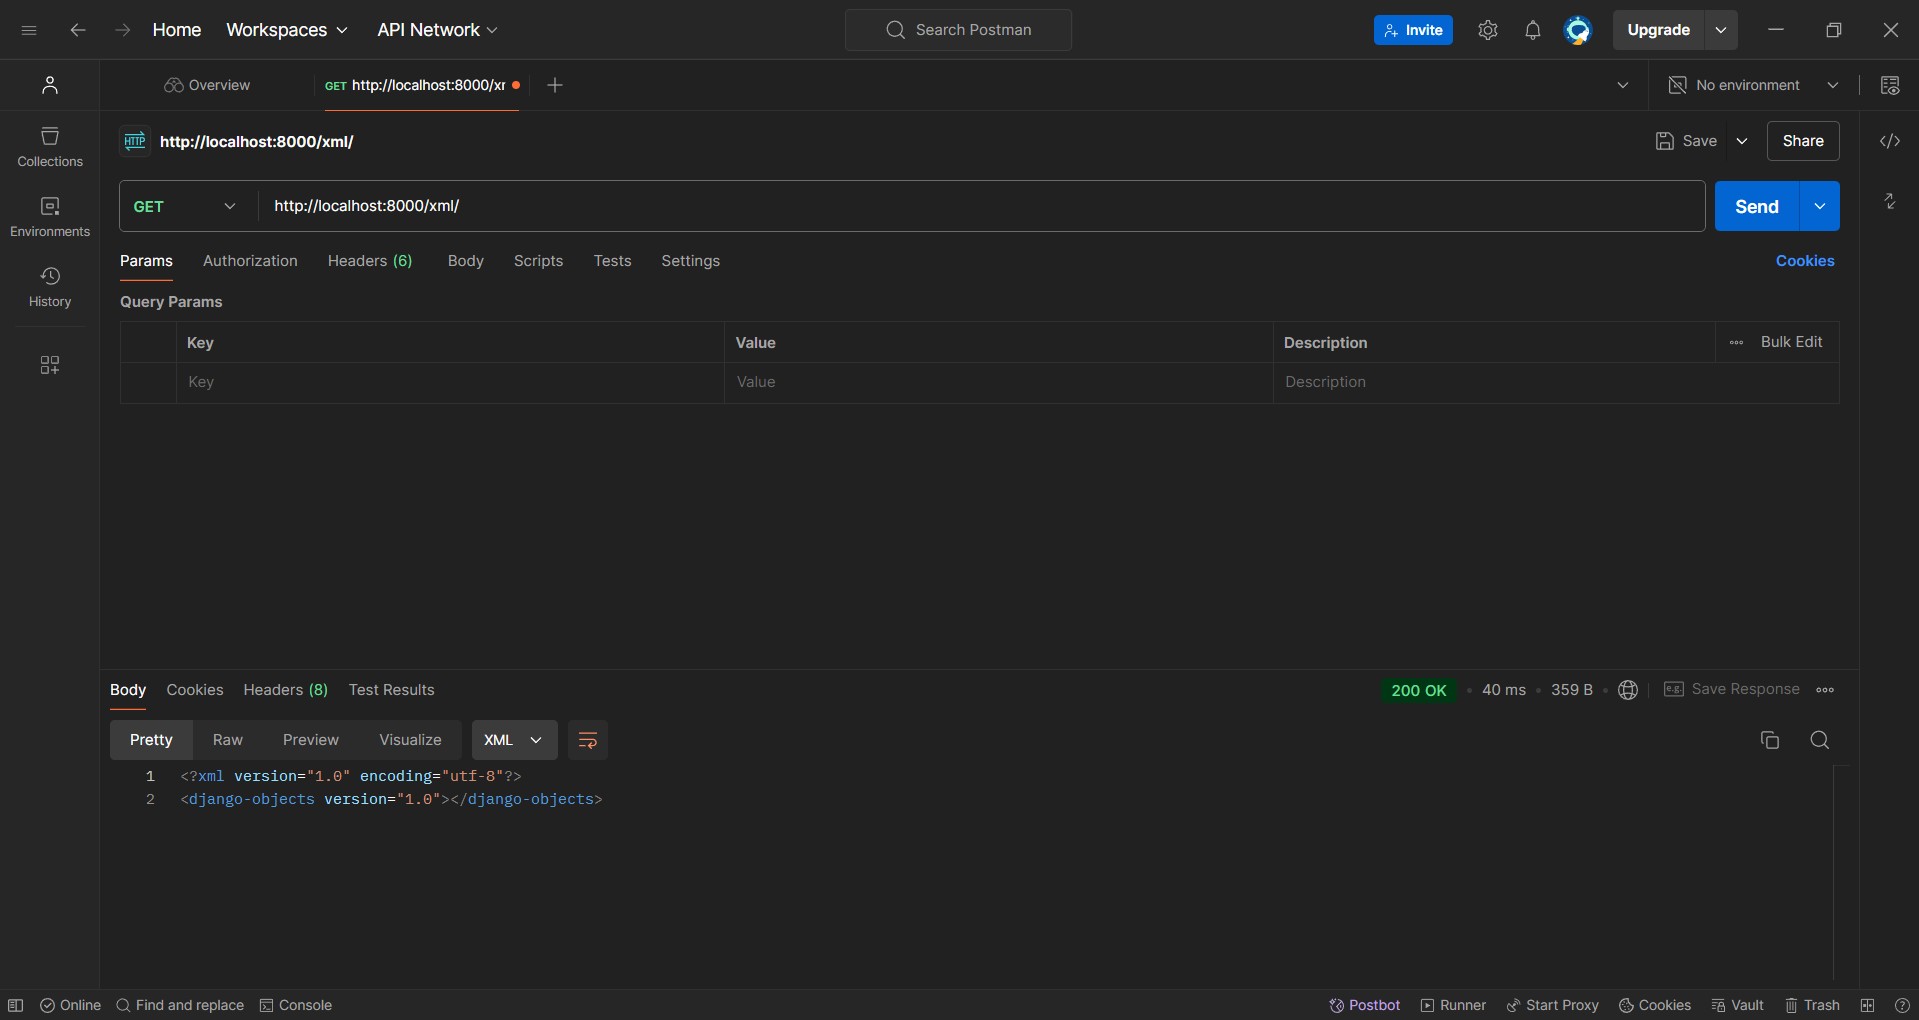 Home Workspaces API Network Search Postman Invite Upgrade
Overview GET http://localhost:8000/xr No environment
HTTP http://localhost:8000/xml/ Save Share
Collections
GET http://localhost:8000/xml/ Send
Environments
Params Authorization Headers (6) Body Scripts Tests Settings Cookies
History
Query Params
Key Value Description Bulk Edit
Key Value Description
Body Cookies Headers (8) Test Results 200 OK 40 ms 359 B e.g. Save Response
Pretty Raw Preview Visualize XML
1 <?xml version="1.0" encoding="utf-8"?>
2 <django-objects version="1.0"></django-objects>
Online Find and replace Console Postbot Runner Start Proxy Cookies Vault Trash